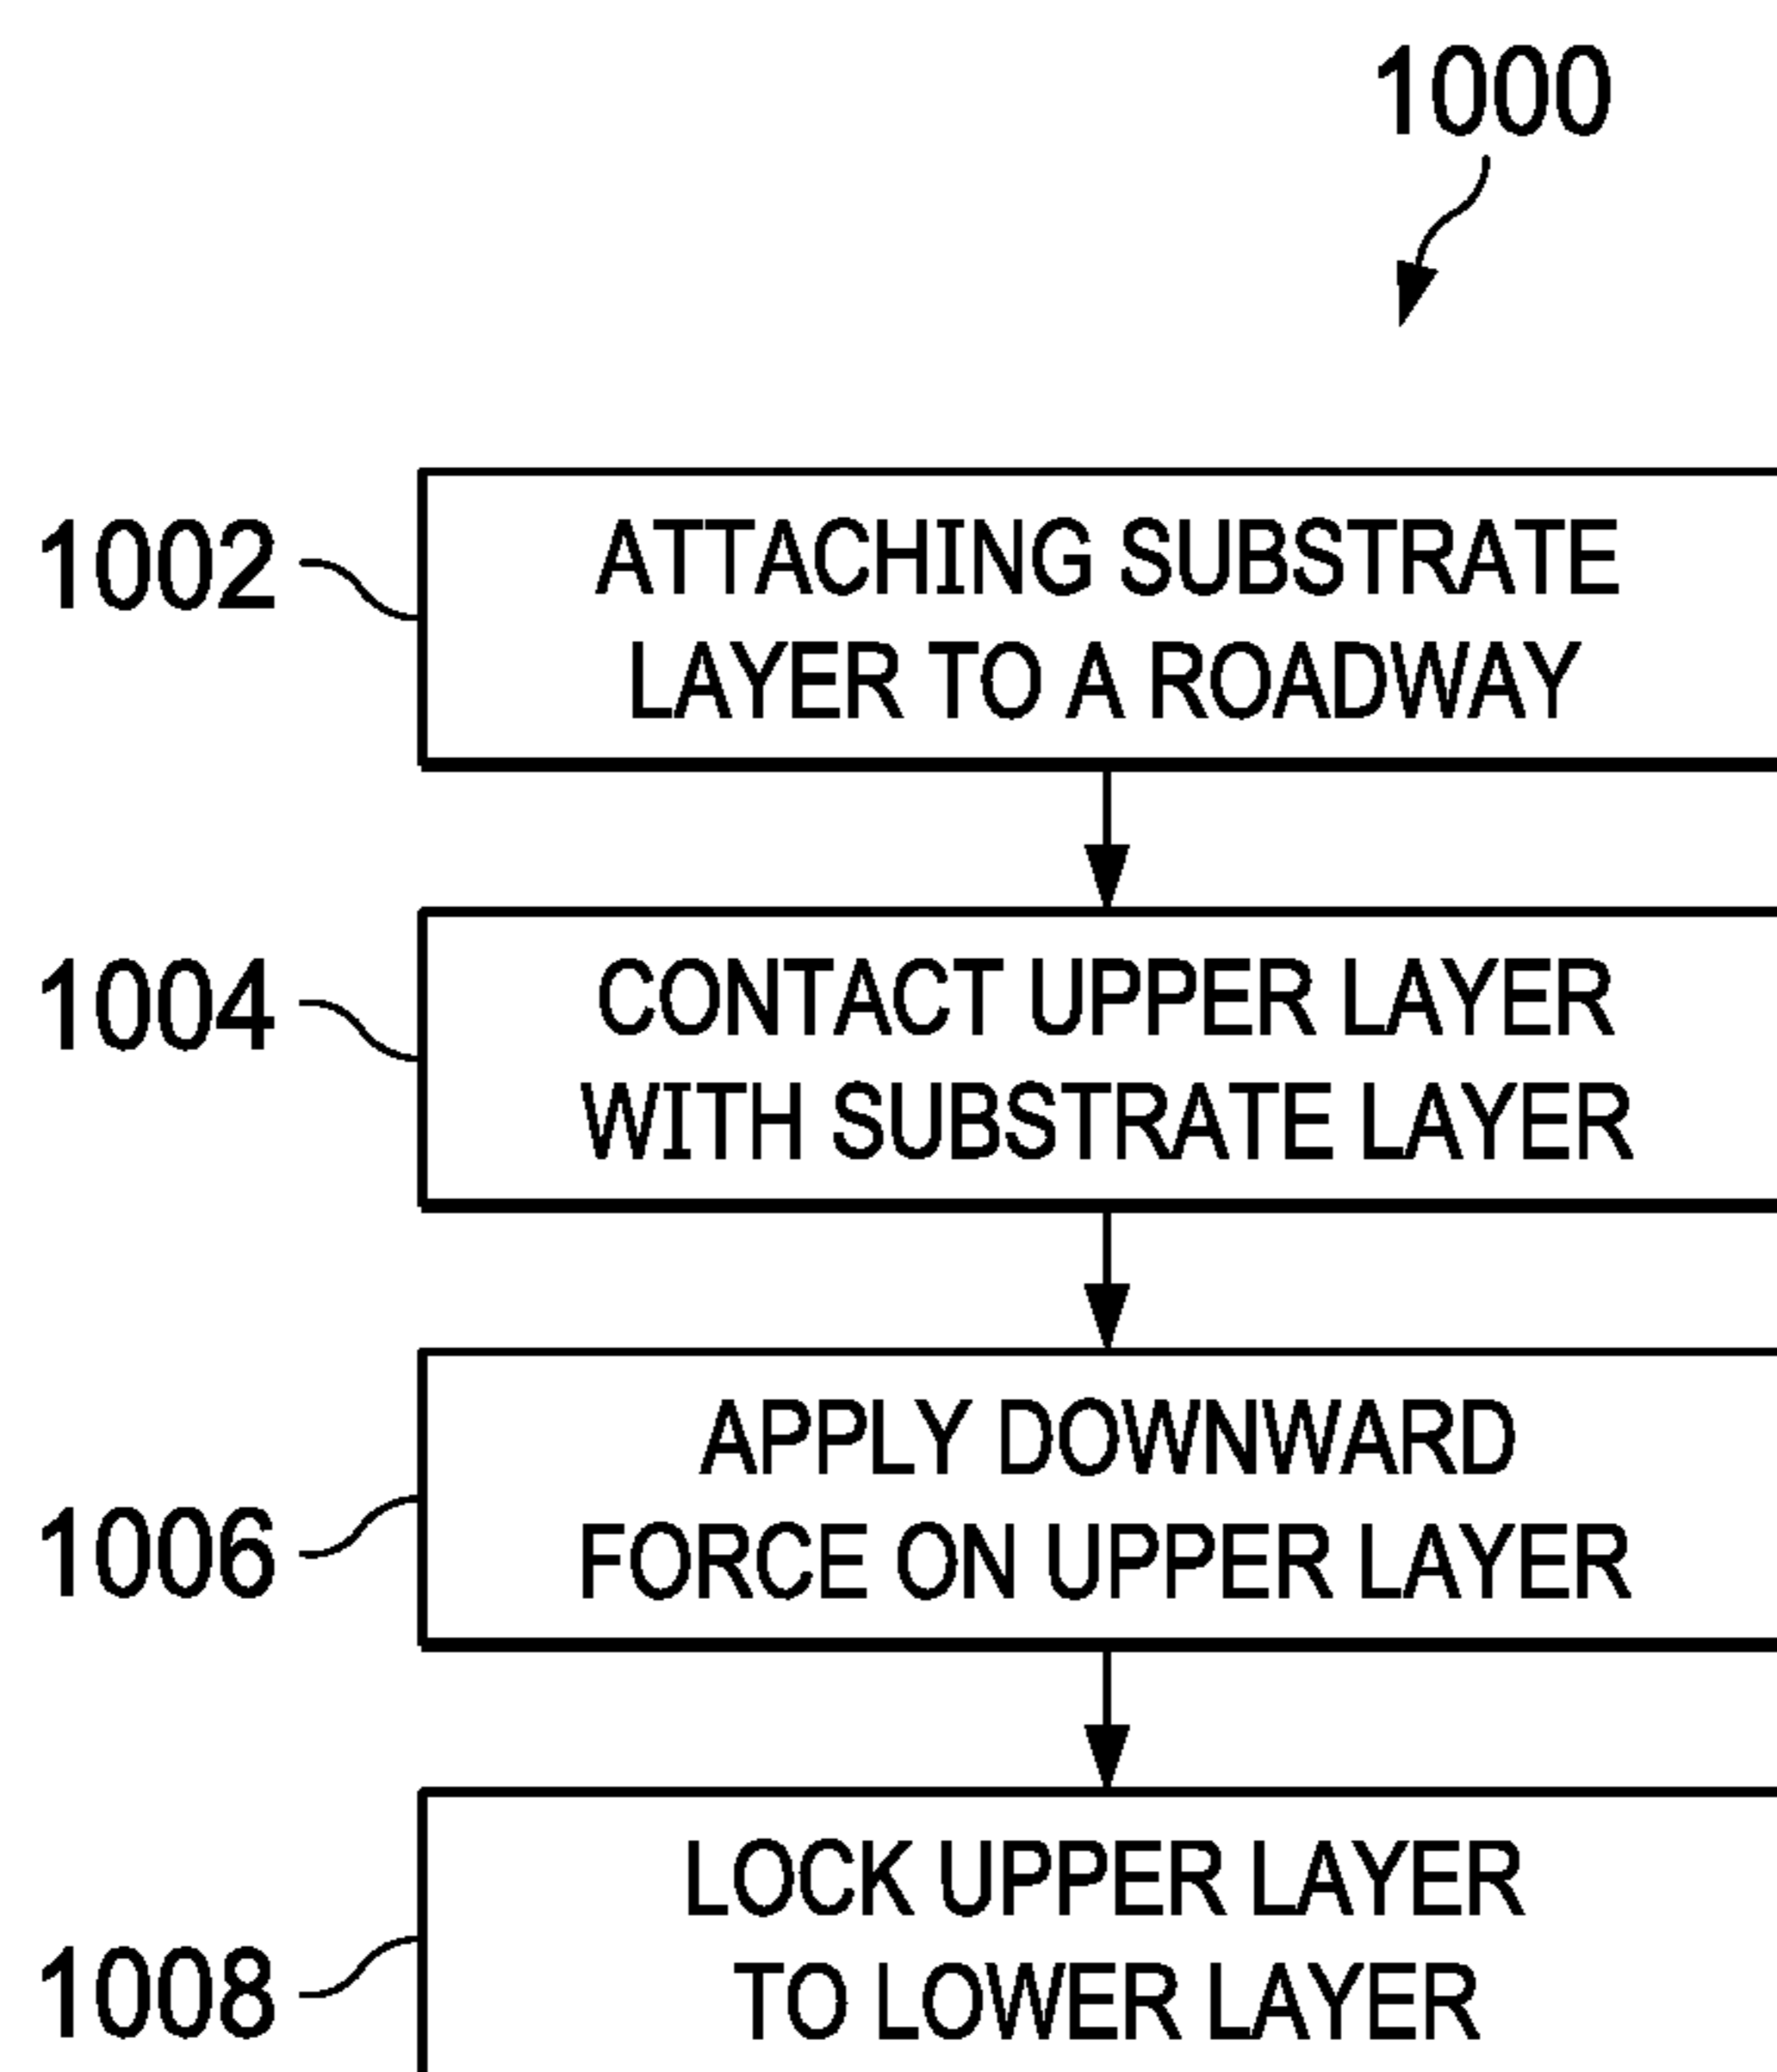 1000
1002
ATTACHING SUBSTRATE
LAYER TO A ROADWAY
1004
CONTACT UPPER LAYER
WITH SUBSTRATE LAYER
APPLY DOWNWARD
FORCE ON UPPER LAYER
1006
LOCK UPPER LAYER
TO LOWER LAYER
1008